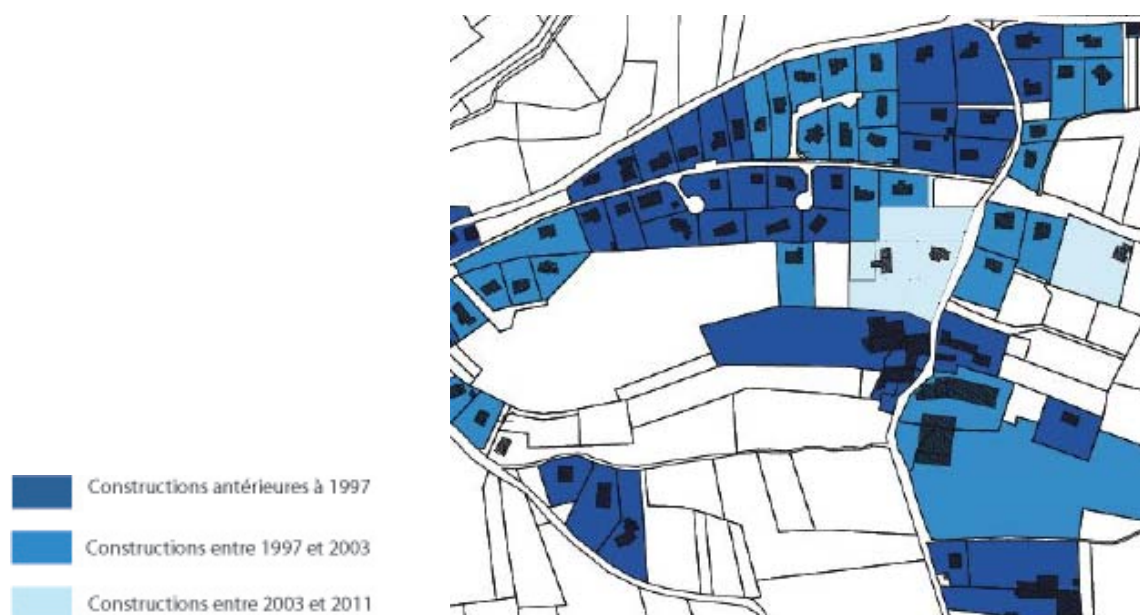 Constructions antérieures à 1997
Constructions entre 1997 et 2003
Constructions entre 2003 et 2011